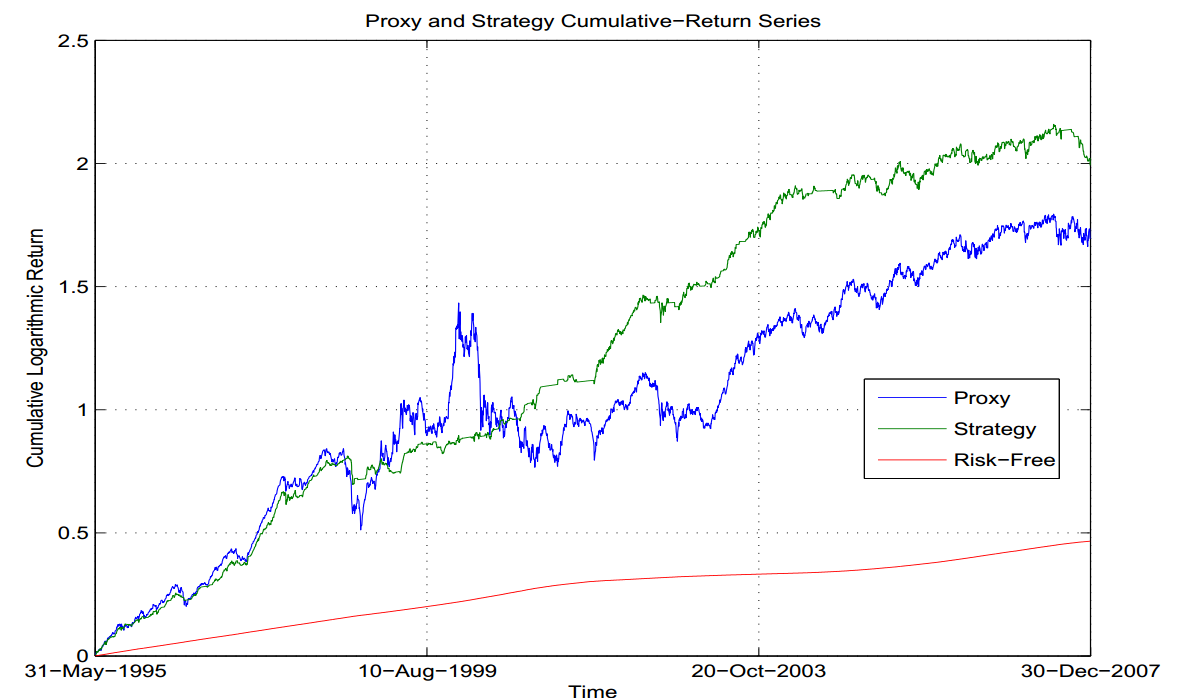 Proxy and Strategy Cumulative−Return Series
2.5
2
1.5
1
0.5
0
Cumulative Logarithmic Return
Proxy
Strategy
Risk−Free
31−May−1995
10−Aug−1999
20−Oct−2003
30−Dec−2007
Time